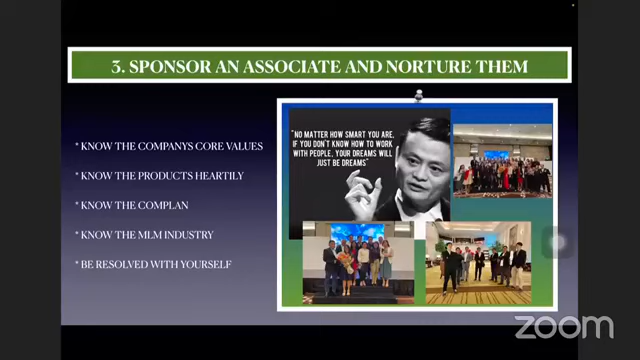 3. SPONSOR AN ASSOCIATE AND NORTURE THEM
* KNOW THE COMPANYS CORE VALUES
* KNOW THE PRODUCTS HEARTILY
* KNOW THE COMPLAN
* KNOW THE MLM INDUSTRY
* BE RESOLVED WITH YOURSELF
"NO MATTER HOW SMART YOU ARE,
IF YOU DON'T KNOW HOW TO WORK
WITH PEOPLE, YOUR DREAMS WILL
JUST BE DREAMS"
zoom